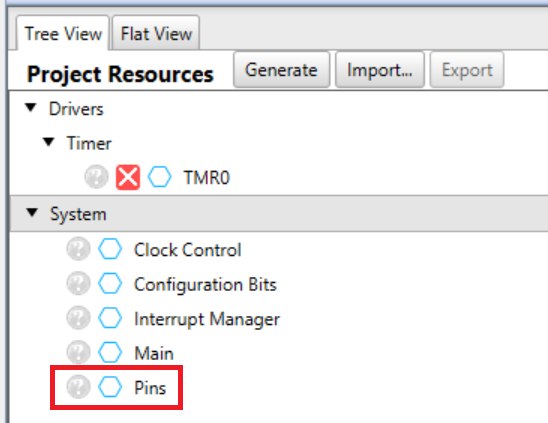 Tree View Flat View
Project Resources Generate Import... Export
Drivers
Timer
TMR0
System
Clock Control
Configuration Bits
Interrupt Manager
Main
Pins